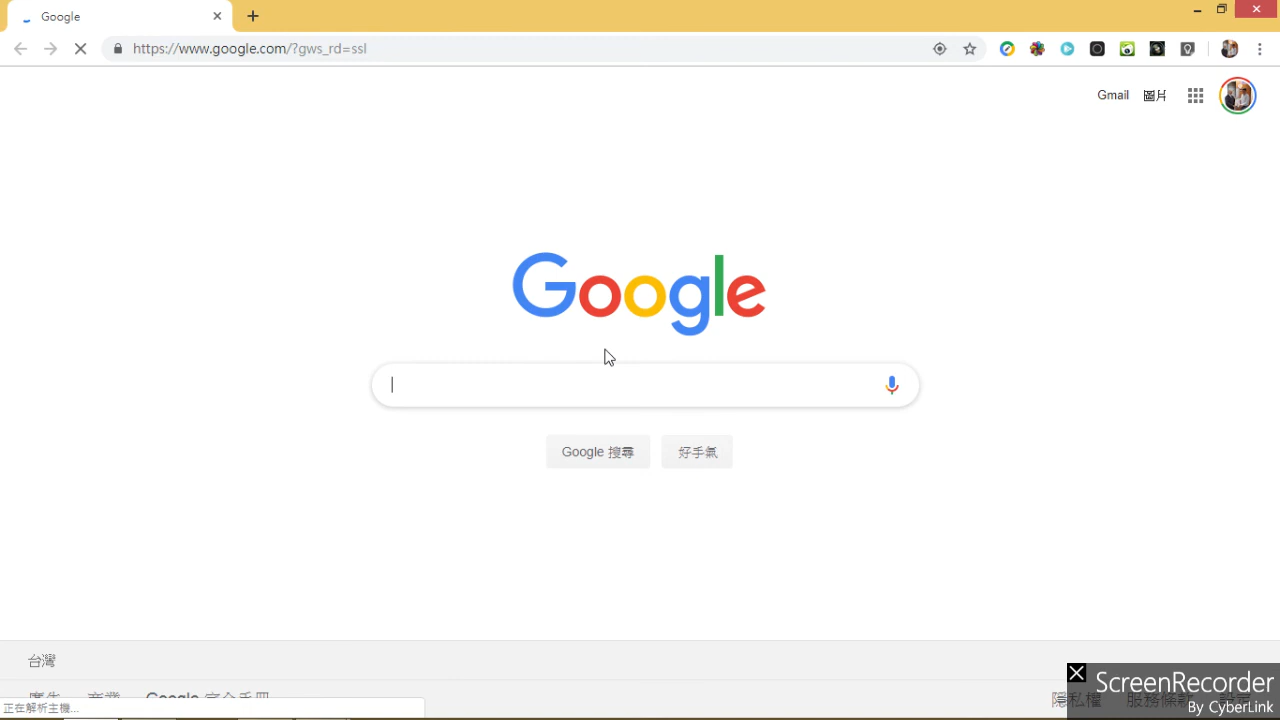 Google
https://www.google.com/?gws_rd=ssl
Gmail 圖片
Google
Google 搜尋 好手氣
台灣
廣告 商業 Google 完全手冊
隱私權 服務條款 設定
正在解析主機...
ScreenRecorder
By CyberLink